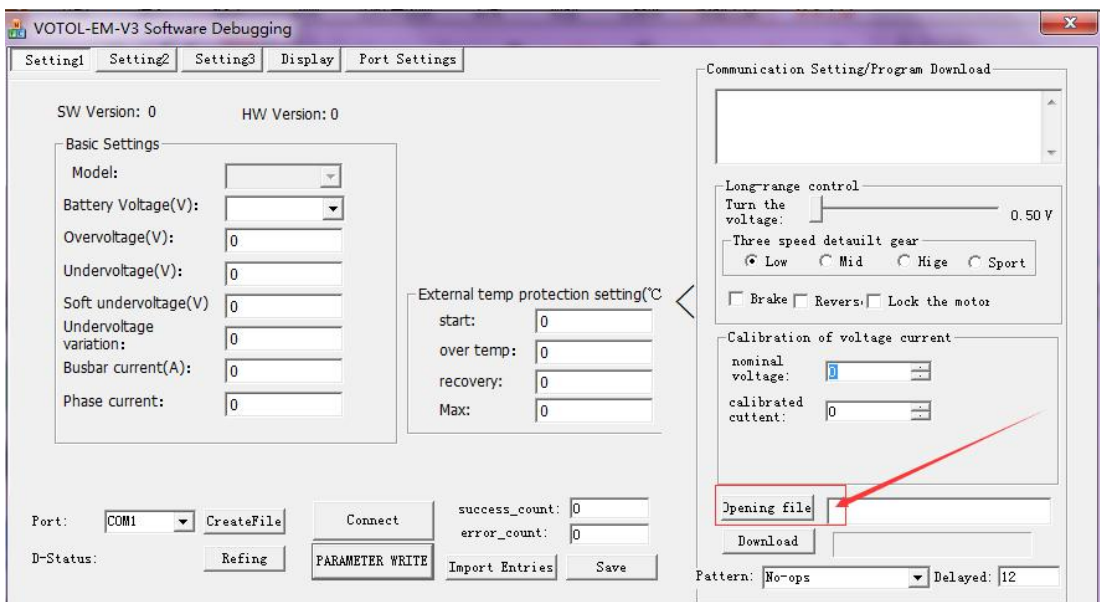 VOTOL-EM-V3 Software Debugging
Setting1 Setting2 Setting3 Display Port Settings
SW Version: 0 HW Version: 0
Basic Settings
Model:
Battery Voltage(V):
Overvoltage(V): 0
Undervoltage(V): 0
Soft undervoltage(V) 0
Undervoltage
variation: 0
Busbar current(A): 0
Phase current: 0
External temp protection setting(℃
start: 0
over temp: 0
recovery: 0
Max: 0
Port: COM1 CreateFile Connect
D-Status: Refing PARAMETER WRITE
success_count: 0
error_count: 0
Import Entries Save
Communication Setting/Program Download
Long-range control
Turn the
voltage: 0.50 V
Three speed detauilt gear
Low Mid Hige Sport
Brake Revers Lock the motor
Calibration of voltage current
nominal
voltage: 0
calibrated
cuttent: 0
Opening file
Download
Pattern: No-ops Delayed: 12